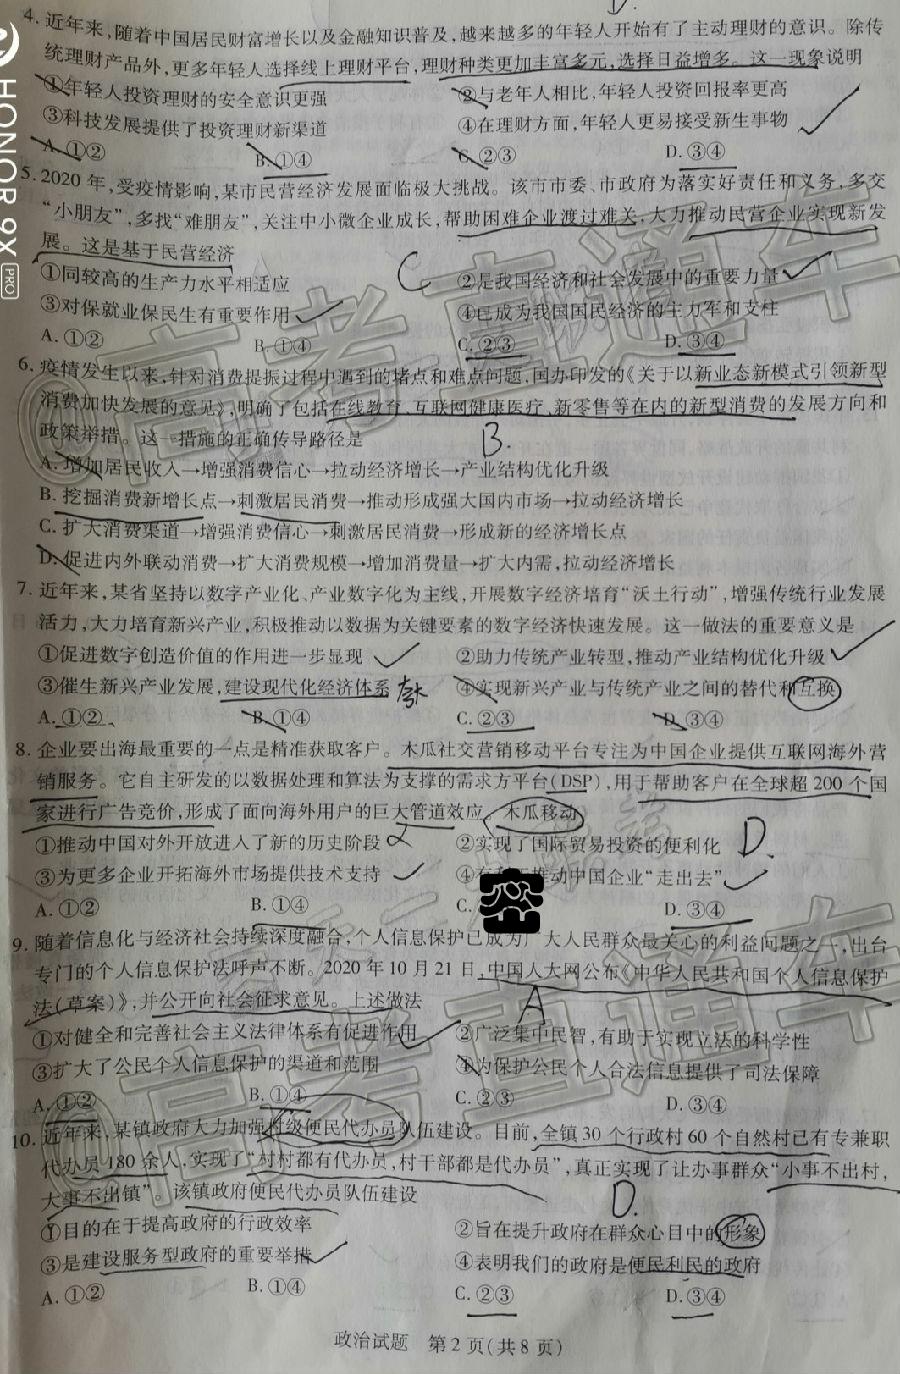 D.
4. 近年来,随着中国居民财富增长以及金融知识普及,越来越多的年轻人开始有了主动理财的意识。除传
统理财产品外,更多年轻人选择线上理财平台,理财种类更加丰富多元,选择日益增多。这一现象说明
①年轻人投资理财的安全意识更强 ②与老年人相比,年轻人投资回报率更高
③科技发展提供了投资理财新渠道 ④在理财方面,年轻人更易接受新生事物
A. ①② B. ①④ C. ②③ D. ③④
5. 2020 年,受疫情影响,某市民营经济发展面临极大挑战。该市市委、市政府为落实好责任和义务,多交
“小朋友”,多找“难朋友”,关注中小微企业成长,帮助困难企业渡过难关,大力推动民营企业实现新发
展。这是基于民营经济
C
①同较高的生产力水平相适应 ②是我国经济和社会发展中的重要力量
③对保就业保民生有重要作用 ④已成为我国国民经济的主力军和支柱
A. ①② B. ①④ C. ②③ D. ③④
6. 疫情发生以来,针对消费提振过程中遇到的堵点和难点问题,国办印发的《关于以新业态新模式引领新型
消费加快发展的意见》,明确了包括在线教育、互联网健康医疗、新零售等在内的新型消费的发展方向和
政策举措。这一措施的正确传导路径是
B.
A. 增加居民收入→增强消费信心→拉动经济增长→产业结构优化升级
B. 挖掘消费新增长点→刺激居民消费→推动形成强大国内市场→拉动经济增长
C. 扩大消费渠道→增强消费信心→刺激居民消费→形成新的经济增长点
D. 促进内外联动消费→扩大消费规模→增加消费量→扩大内需,拉动经济增长
7. 近年来,某省坚持以数字产业化、产业数字化为主线,开展数字经济培育“沃土行动”,增强传统行业发展
活力,大力培育新兴产业,积极推动以数据为关键要素的数字经济快速发展。这一做法的重要意义是
①促进数字创造价值的作用进一步显现 ②助力传统产业转型,推动产业结构优化升级
③催生新兴产业发展,建设现代化经济体系 ④实现新兴产业与传统产业之间的替代和互换
A. ①② B. ①④ C. ②③ D. ③④
8. 企业要出海最重要的一点是精准获取客户。木瓜社交营销移动平台专注为中国企业提供互联网海外营
销服务。它自主研发的以数据处理和算法为支撑的需求方平台(DSP),用于帮助客户在全球超 200 个国
家进行广告竞价,形成了面向海外用户的巨大管道效应。木瓜移动
D.
①推动中国对外开放进入了新的历史阶段 ②实现了国际贸易投资的便利化
③为更多企业开拓海外市场提供技术支持 ④有利于推动中国企业“走出去”
A. ①② B. ①④ C. D. ③④
9. 随着信息化与经济社会持续深度融合,个人信息保护已成为广大人民群众最关心的利益问题之一,出台
专门的个人信息保护法呼声不断。2020 年 10 月 21 日,中国人大网公布《中华人民共和国个人信息保护
法(草案)》,并公开向社会征求意见。上述做法
A
①对健全和完善社会主义法律体系有促进作用 ②广泛集中民智,有助于实现立法的科学性
③扩大了公民个人信息保护的渠道和范围 ④为保护公民个人合法信息提供了司法保障
A. ①② B. ①④ C. ②③ D. ③④
10. 近年来,某镇政府大力加强村级便民代办员队伍建设。目前,全镇 30 个行政村 60 个自然村已有专兼职
代办员 180 余人,实现了“村村都有代办员,村干部都是代办员”,真正实现了让办事群众“小事不出村,
大事不出镇”。该镇政府便民代办员队伍建设
D.
①目的在于提高政府的行政效率 ②旨在提升政府在群众心目中的形象
③是建设服务型政府的重要举措 ④表明我们的政府是便民利民的政府
A. ①② B. ①④ C. ②③ D. ③④
政治试题 第 2 页(共 8 页)
HONOR 9X PRO
@高考直通车
@高考直通车